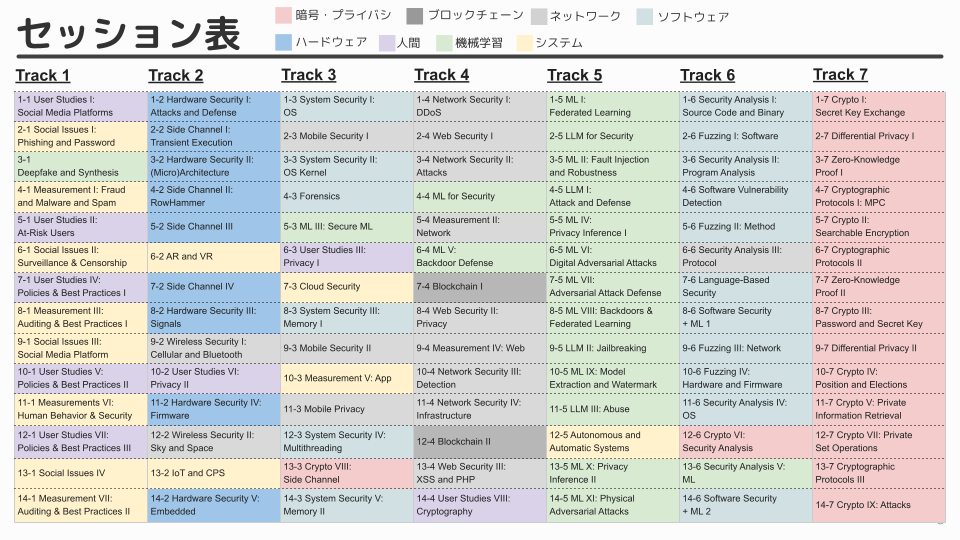 セッション表
暗号・プライバシ
ブロックチェーン
ネットワーク
ソフトウェア
ハードウェア
人間
機械学習
システム
Track 1
Track 2
Track 3
Track 4
Track 5
Track 6
Track 7
1-1 User Studies I:
Social Media Platforms
1-2 Hardware Security I:
Attacks and Defense
1-3 System Security I:
OS
1-4 Network Security I:
DDoS
1-5 ML I:
Federated Learning
1-6 Security Analysis I:
Source Code and Binary
1-7 Crypto I:
Secret Key Exchange
2-1 Social Issues I:
Phishing and Password
2-2 Side Channel I:
Transient Execution
2-3 Mobile Security I
2-4 Web Security I
2-5 LLM for Security
2-6 Fuzzing I: Software
2-7 Differential Privacy I
3-1
Deepfake and Synthesis
3-2 Hardware Security II:
(Micro)Architecture
3-3 System Security II:
OS Kernel
3-4 Network Security II:
Attacks
3-5 ML II: Fault Injection
and Robustness
3-6 Security Analysis II:
Program Analysis
3-7 Zero-Knowledge
Proof I
4-1 Measurement I: Fraud
and Malware and Spam
4-2 Side Channel II:
RowHammer
4-3 Forensics
4-4 ML for Security
4-5 LLM I:
Attack and Defense
4-6 Software Vulnerability
Detection
4-7 Cryptographic
Protocols I: MPC
5-1 User Studies II:
At-Risk Users
5-2 Side Channel III
5-3 ML III: Secure ML
5-4 Measurement II:
Network
5-5 ML IV:
Privacy Inference I
5-6 Fuzzing II: Method
5-7 Crypto II:
Searchable Encryption
6-1 Social Issues II:
Surveillance & Censorship
6-2 AR and VR
6-3 User Studies III:
Privacy I
6-4 ML V:
Backdoor Defense
6-5 ML VI:
Digital Adversarial Attacks
6-6 Security Analysis III:
Protocol
6-7 Cryptographic
Protocols II
7-1 User Studies IV:
Policies & Best Practices I
7-2 Side Channel IV
7-3 Cloud Security
7-4 Blockchain I
7-5 ML VII:
Adversarial Attack Defense
7-6 Language-Based
Security
7-7 Zero-Knowledge
Proof II
8-1 Measurement III:
Auditing & Best Practices I
8-2 Hardware Security III:
Signals
8-3 System Security III:
Memory I
8-4 Web Security II:
Privacy
8-5 ML VIII: Backdoors &
Federated Learning
8-6 Software Security
+ ML 1
8-7 Crypto III:
Password and Secret Key
9-1 Social Issues III:
Social Media Platform
9-2 Wireless Security I:
Cellular and Bluetooth
9-3 Mobile Security II
9-4 Measurement IV: Web
9-5 LLM II: Jailbreaking
9-6 Fuzzing III: Network
9-7 Differential Privacy II
10-1 User Studies V:
Policies & Best Practices II
10-2 User Studies VI:
Privacy II
10-3 Measurement V: App
10-4 Network Security III:
Detection
10-5 ML IX: Model
Extraction and Watermark
10-6 Fuzzing IV:
Hardware and Firmware
10-7 Crypto IV:
Position and Elections
11-1 Measurements VI:
Human Behavior & Security
11-2 Hardware Security IV:
Firmware
11-3 Mobile Privacy
11-4 Network Security IV:
Infrastructure
11-5 LLM III: Abuse
11-6 Security Analysis IV:
OS
11-7 Crypto V: Private
Information Retrieval
12-1 User Studies VII:
Policies & Best Practices III
12-2 Wireless Security II:
Sky and Space
12-3 System Security IV:
Multithreading
12-4 Blockchain II
12-5 Autonomous and
Automatic Systems
12-6 Crypto VI:
Security Analysis
12-7 Crypto VII: Private
Set Operations
13-1 Social Issues IV
13-2 IoT and CPS
13-3 Crypto VIII:
Side Channel
13-4 Web Security III:
XSS and PHP
13-5 ML X: Privacy
Inference II
13-6 Security Analysis V:
ML
13-7 Cryptographic
Protocols III
14-1 Measurement VII:
Auditing & Best Practices II
14-2 Hardware Security V:
Embedded
14-3 System Security V:
Memory II
14-4 User Studies VIII:
Cryptography
14-5 ML XI: Physical
Adversarial Attacks
14-6 Software Security
+ ML 2
14-7 Crypto IX: Attacks